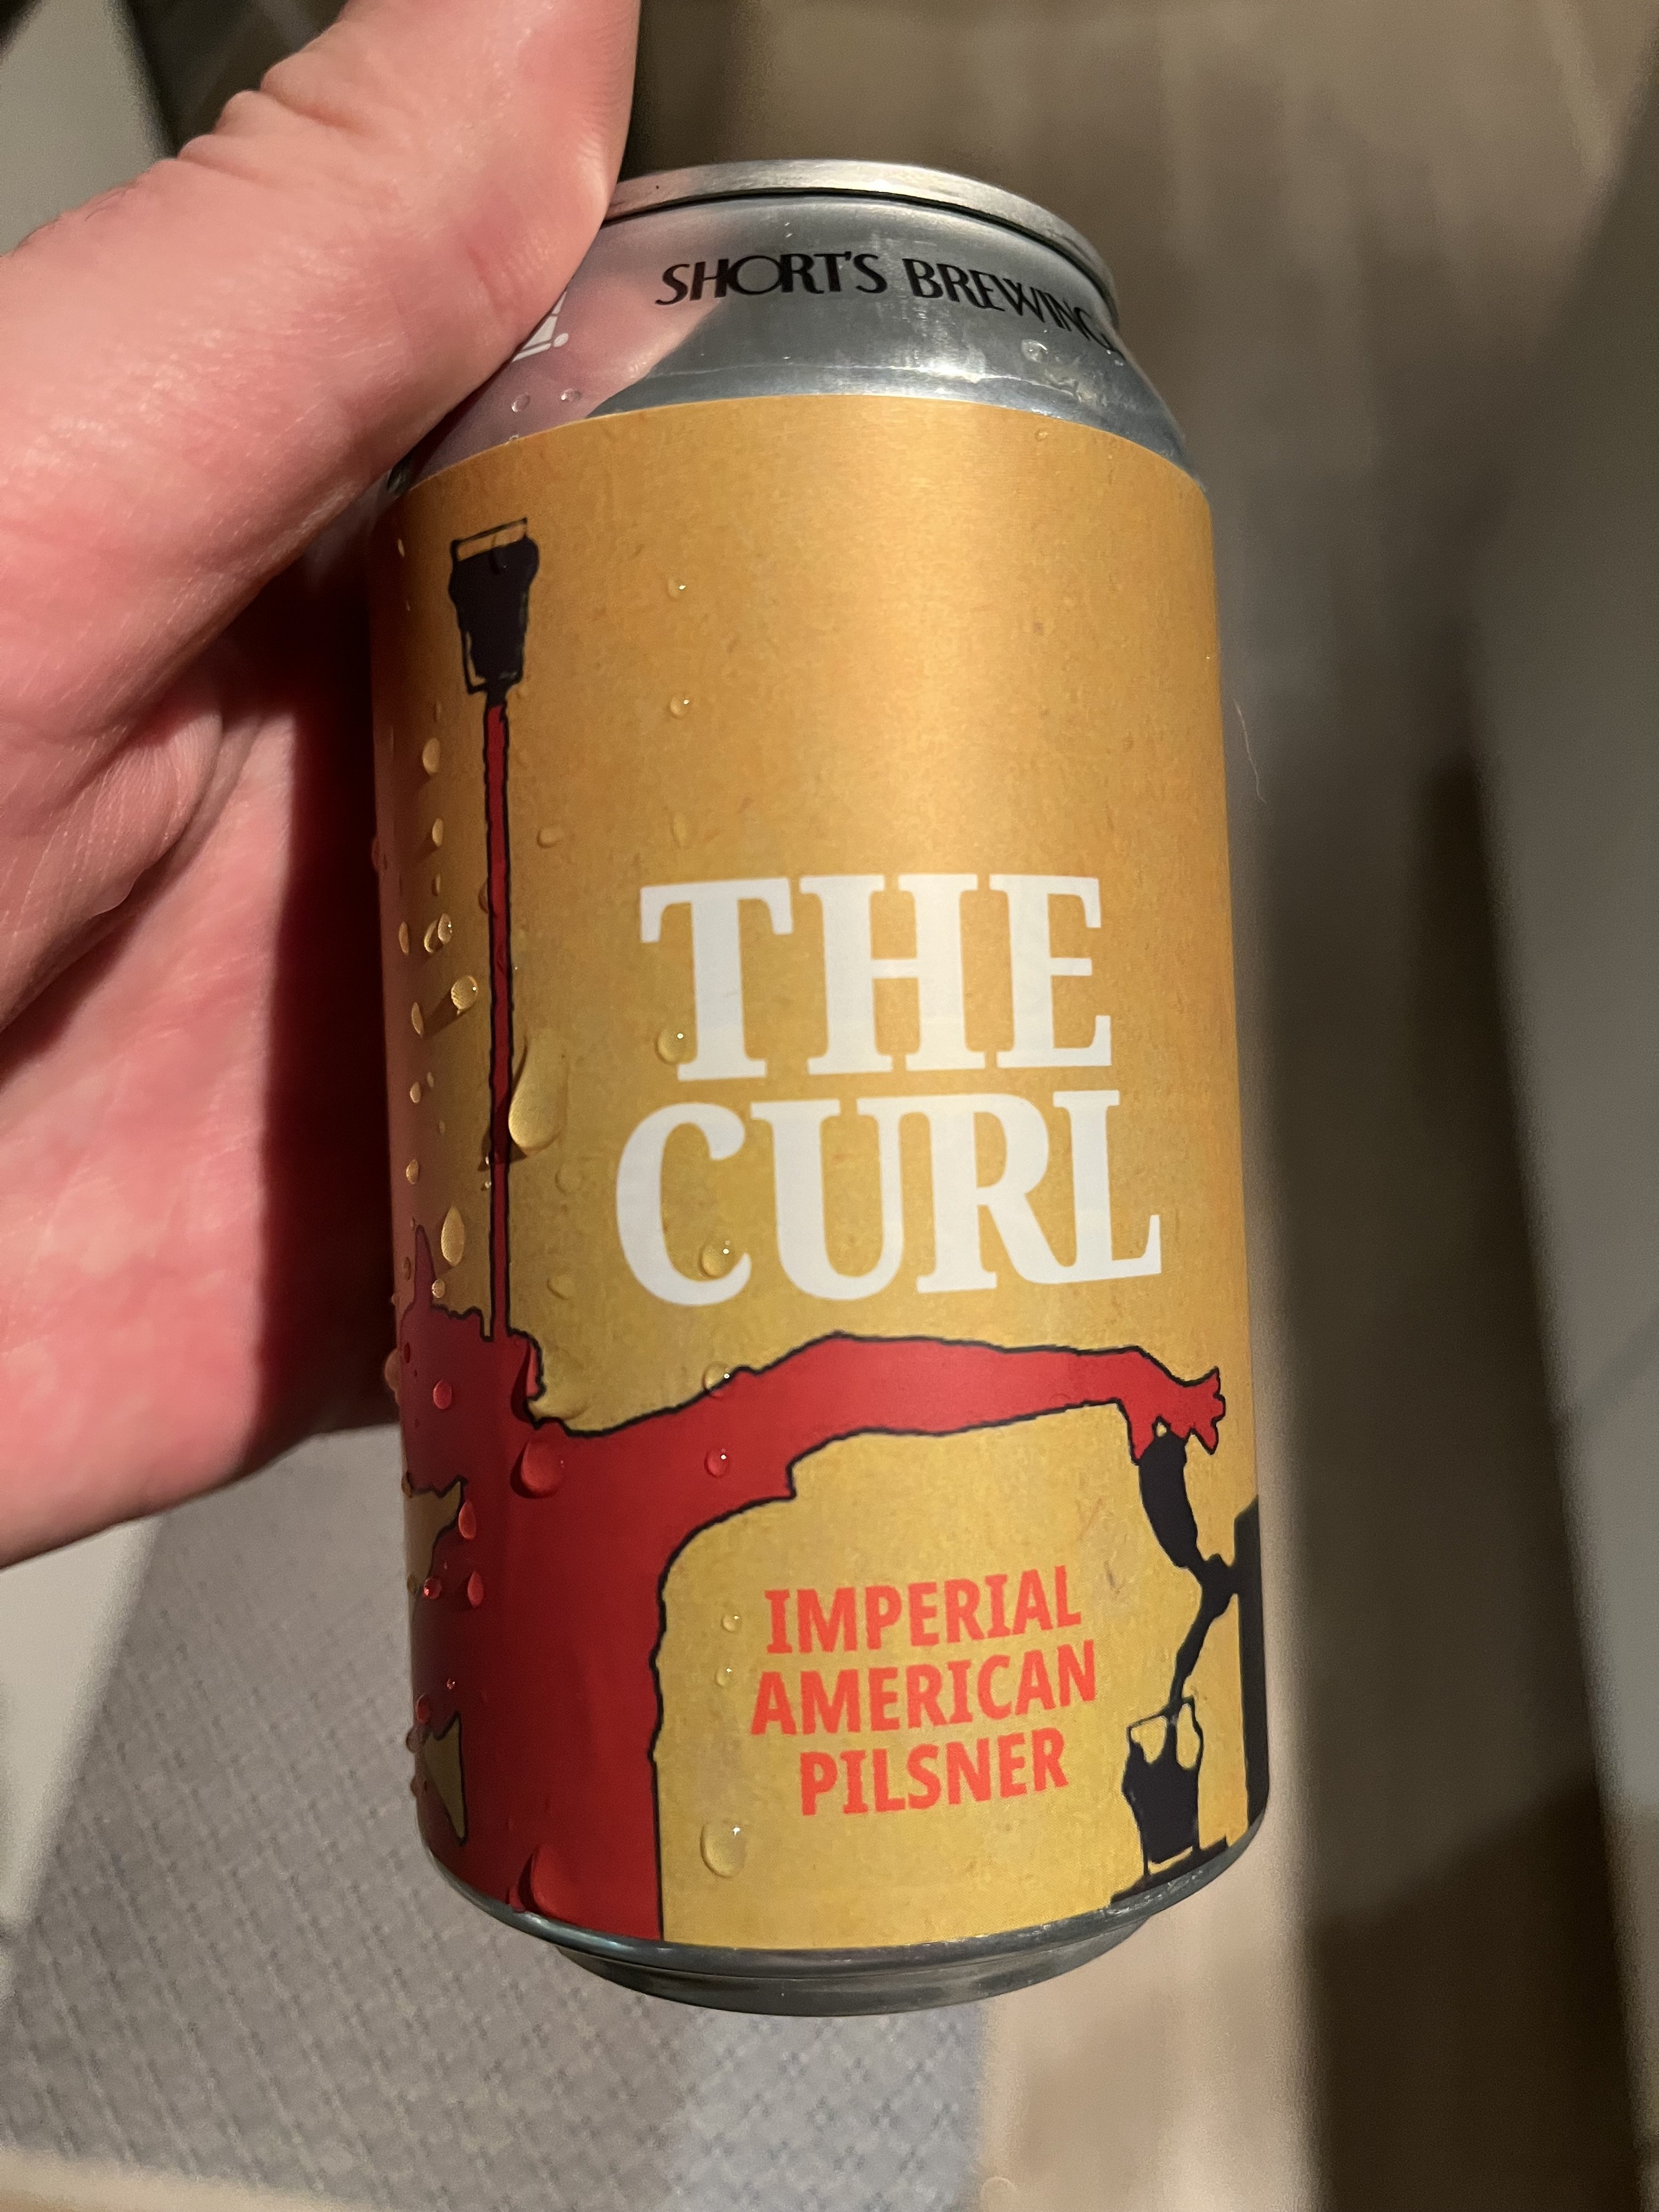 SHORT'S BREWING
THE
CURL
IMPERIAL
AMERICAN
PILSNER